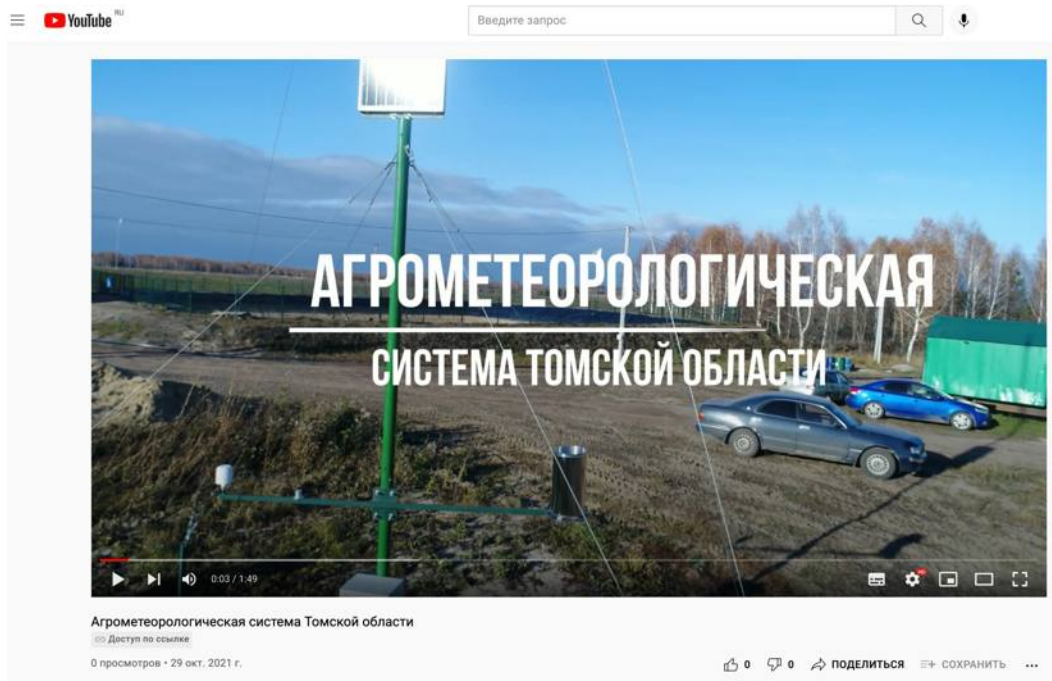 YouTube RU
Введите запрос
АГРОМЕТЕОРОЛОГИЧЕСКАЯ
СИСТЕМА ТОМСКОЙ ОБЛАСТИ
0:03 / 1:49
HD
Агрометеорологическая система Томской области
Доступ по ссылке
0 просмотров • 29 окт. 2021 г.
0 0 ПОДЕЛИТЬСЯ СОХРАНИТЬ